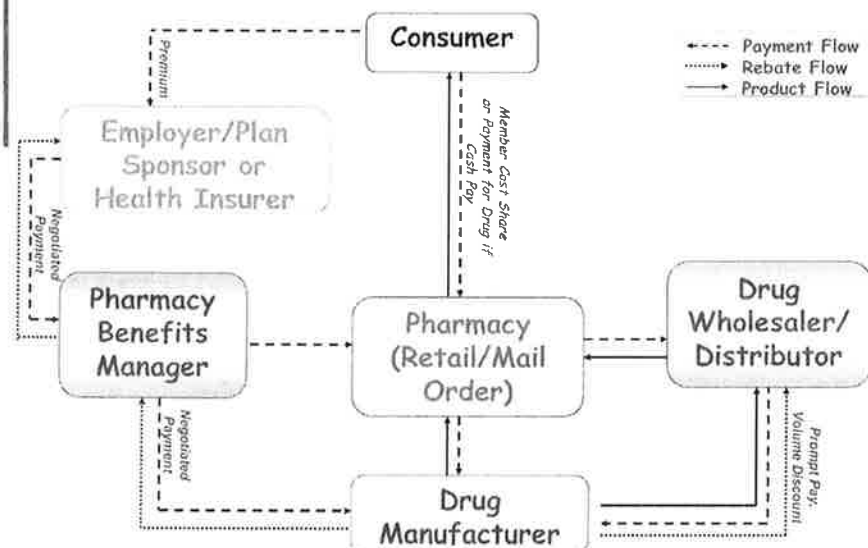 Consumer
Payment Flow
Rebate Flow
Product Flow
Premium
Employer/Plan
Sponsor or
Health Insurer
Member Cost Share
or Payment for Drug if
Cash Pay
Negotiated
Payment
Pharmacy
Benefits
Manager
Pharmacy
(Retail/Mail
Order)
Drug
Wholesaler/
Distributor
Negotiated
Payment
Prompt Pay.
Volume Discount
Drug
Manufacturer